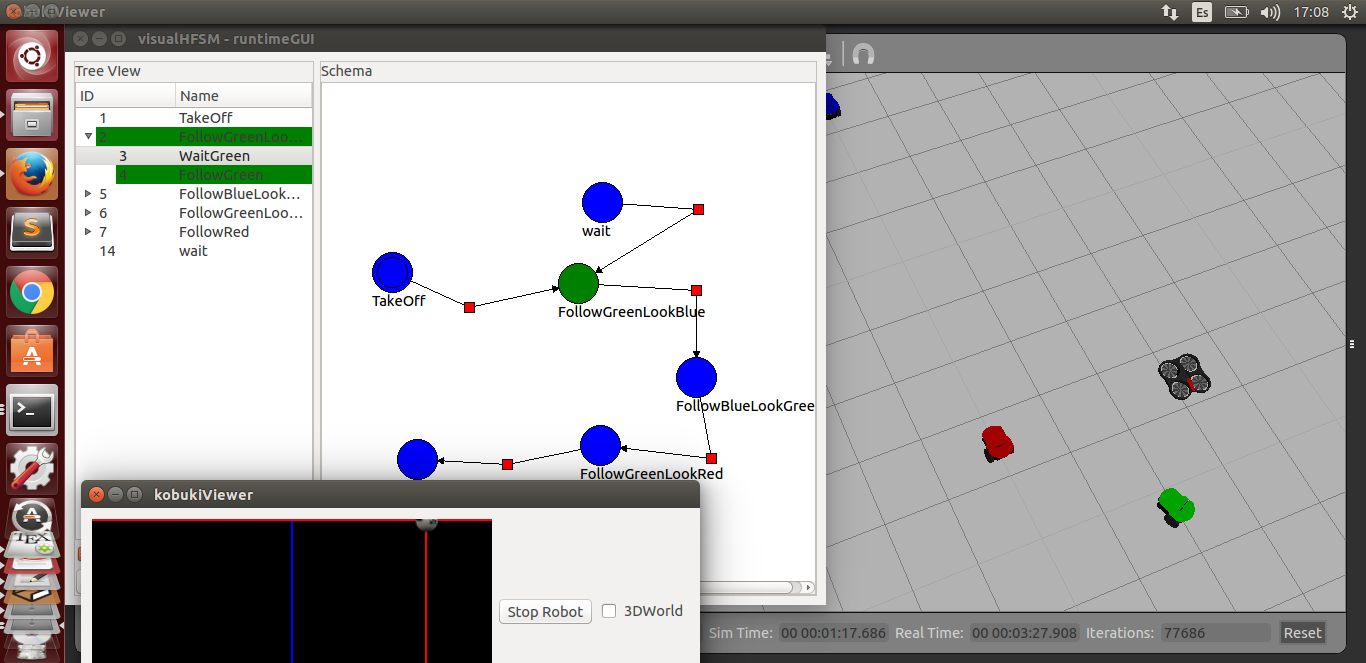 Es
17:08
visualHFSM - runtimeGUI
Tree VIew
Schema
ID Name
1 TakeOff
2 FollowGreenLoo...
3 WaitGreen
4 FollowGreen
5 FollowBlueLook...
6 FollowGreenLoo...
7 FollowRed
14 wait
wait
TakeOff
FollowGreenLookBlue
FollowBlueLookGree
FollowGreenLookRed
kobukiViewer
Stop Robot
3DWorld
Sim Time: 00 00:01:17.686 Real Time: 00 00:03:27.908 Iterations: 77686 Reset